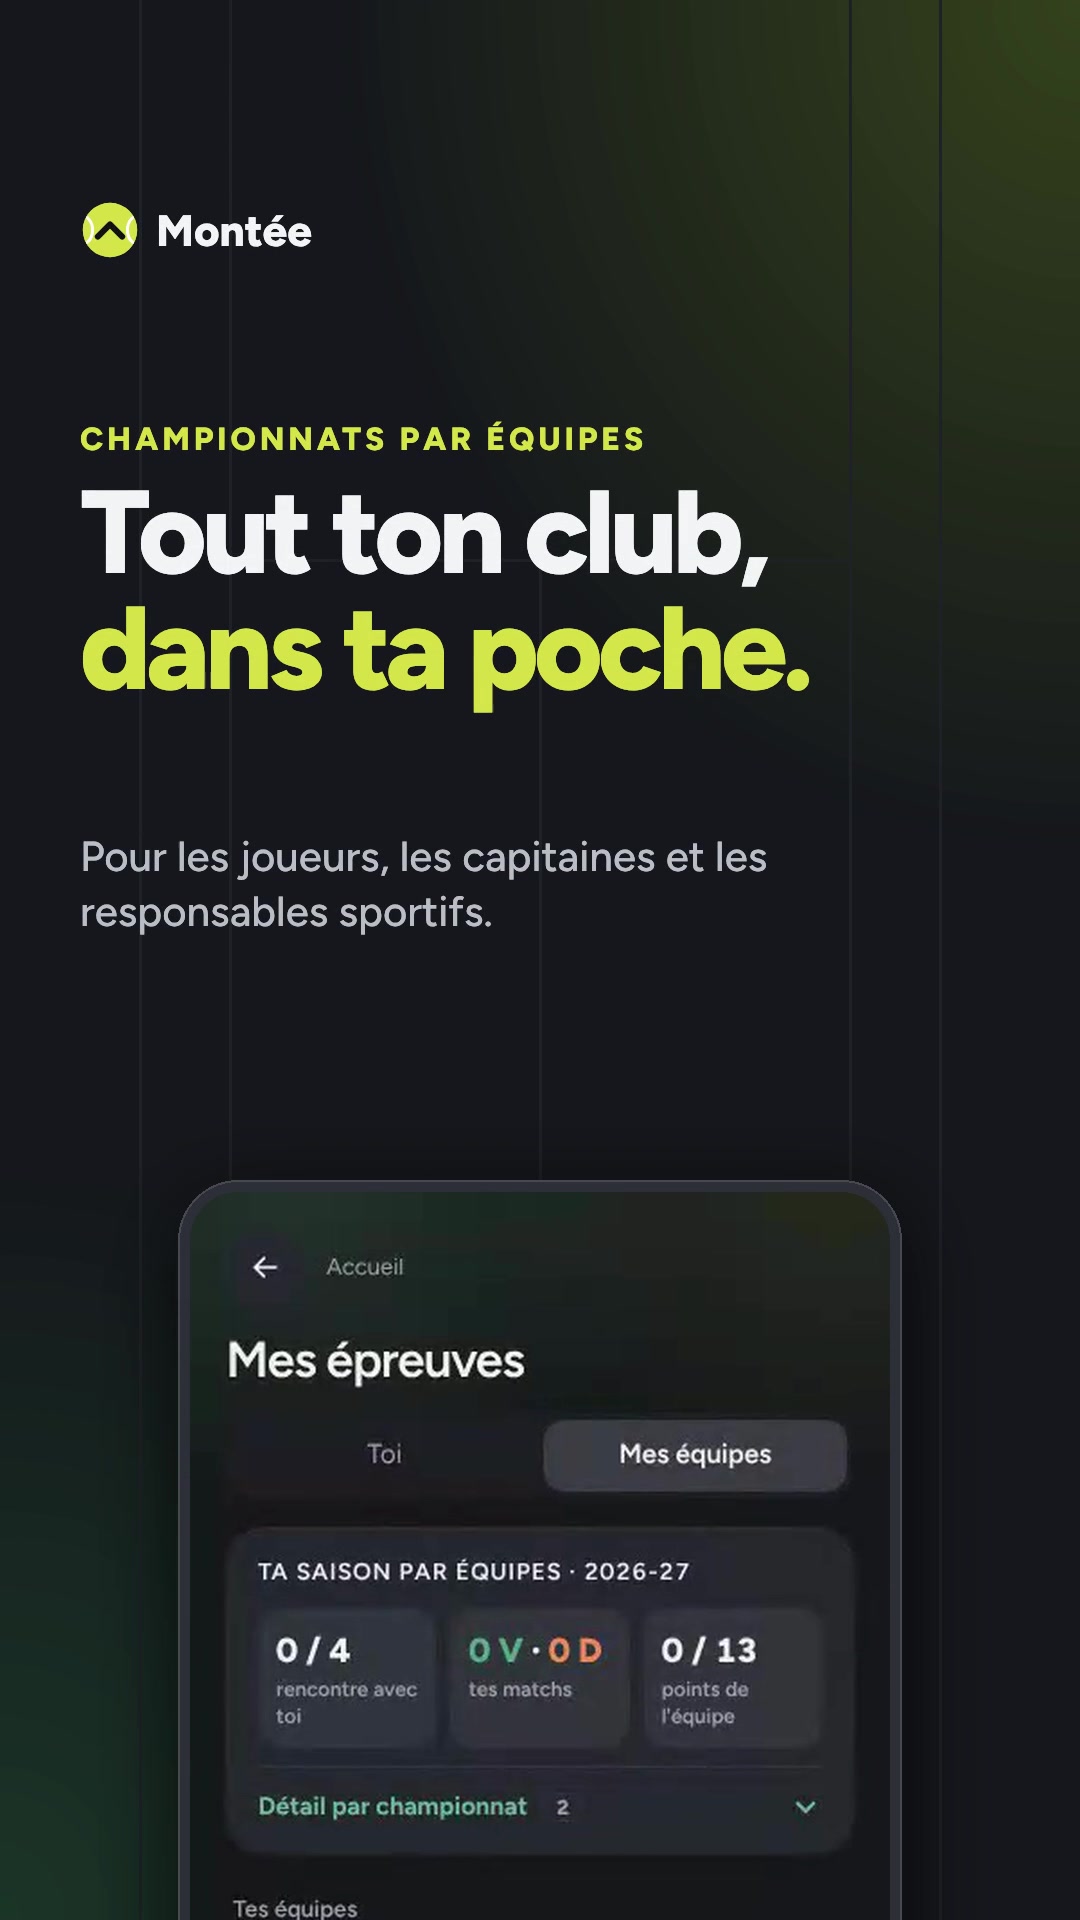 Montée
CHAMPIONNATS PAR ÉQUIPES
Tout ton club,
dans ta poche.
Pour les joueurs, les capitaines et les
responsables sportifs.
Accueil
Mes épreuves
Toi
Mes équipes
TA SAISON PAR ÉQUIPES · 2026-27
0 / 4
rencontre avec
toi
0 V · 0 D
tes matchs
0 / 13
points de
l'équipe
Détail par championnat 2
Tes équipes